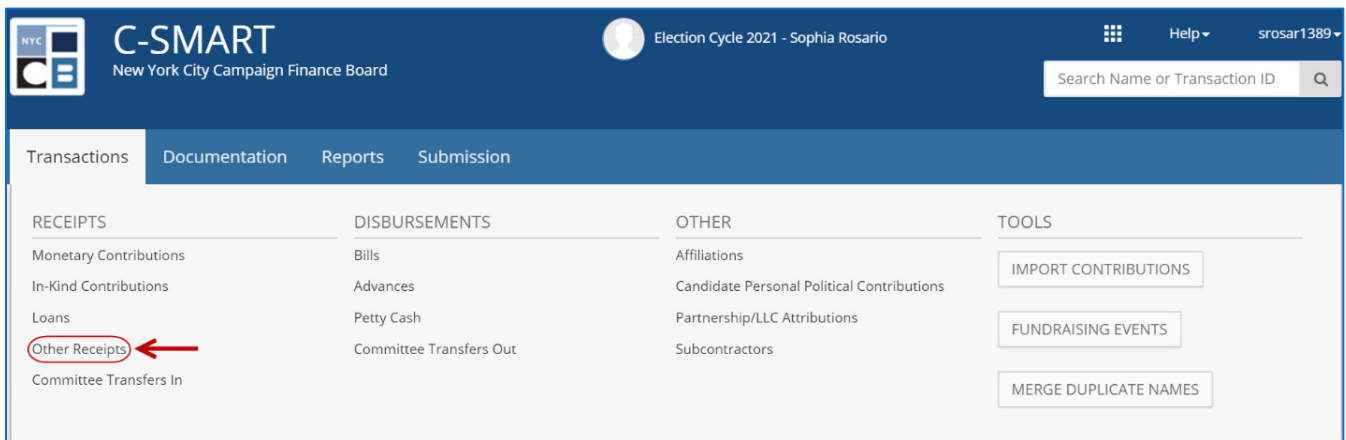 NYC
CB
C-SMART
New York City Campaign Finance Board
Election Cycle 2021 - Sophia Rosario
Help
srosar1389
Search Name or Transaction ID
Transactions
Documentation
Reports
Submission
RECEIPTS
Monetary Contributions
In-Kind Contributions
Loans
Other Receipts
Committee Transfers In
DISBURSEMENTS
Bills
Advances
Petty Cash
Committee Transfers Out
OTHER
Affiliations
Candidate Personal Political Contributions
Partnership/LLC Attributions
Subcontractors
TOOLS
IMPORT CONTRIBUTIONS
FUNDRAISING EVENTS
MERGE DUPLICATE NAMES